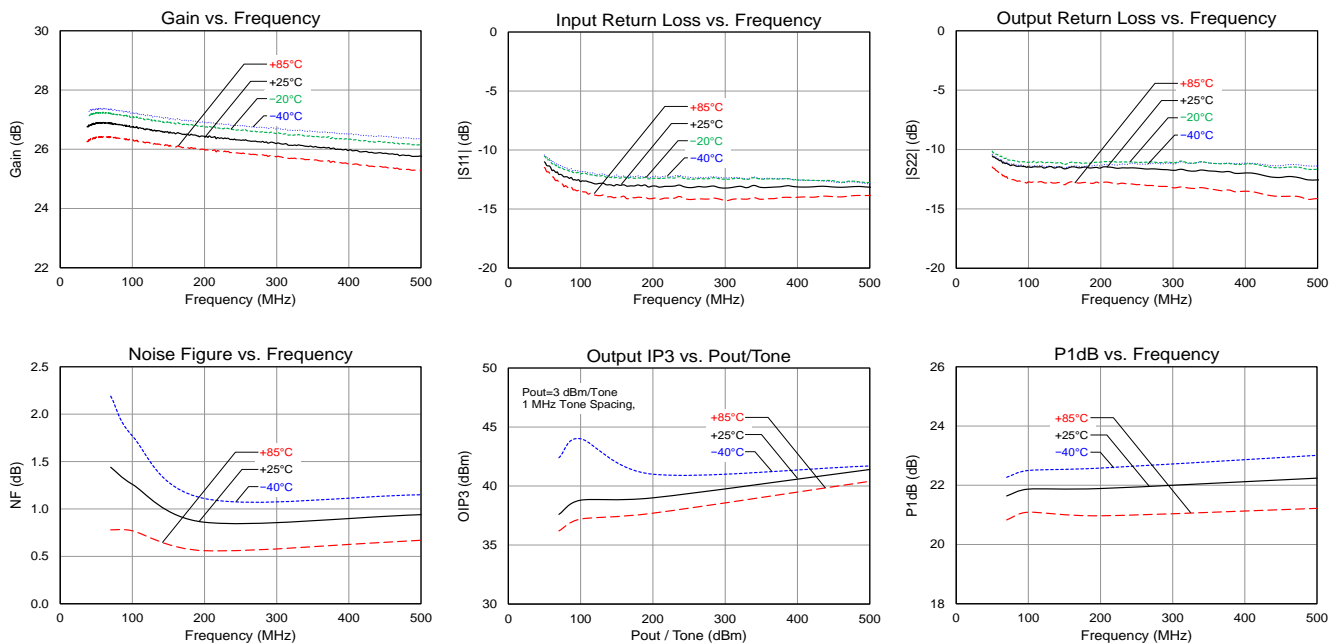 Gain vs. Frequency
30
28
26
24
22
Gain (dB)
+85°C
+25°C
−20°C
−40°C
0 100 200 300 400 500
Frequency (MHz)
Input Return Loss vs. Frequency
0
-5
-10
-15
-20
|S11| (dB)
+85°C
+25°C
−20°C
−40°C
0 100 200 300 400 500
Frequency (MHz)
Output Return Loss vs. Frequency
0
-5
-10
-15
-20
|S22| (dB)
+85°C
+25°C
−20°C
−40°C
0 100 200 300 400 500
Frequency (MHz)
Noise Figure vs. Frequency
2.5
2.0
1.5
1.0
0.5
0.0
NF (dB)
+85°C
+25°C
−40°C
0 100 200 300 400 500
Frequency (MHz)
Output IP3 vs. Pout/Tone
50
45
40
35
30
OIP3 (dBm)
Pout=3 dBm/Tone
1 MHz Tone Spacing,
+85°C
+25°C
−40°C
0 100 200 300 400 500
Pout / Tone (dBm)
P1dB vs. Frequency
26
24
22
20
18
P1dB (dB)
+85°C
+25°C
−40°C
0 100 200 300 400 500
Frequency (MHz)